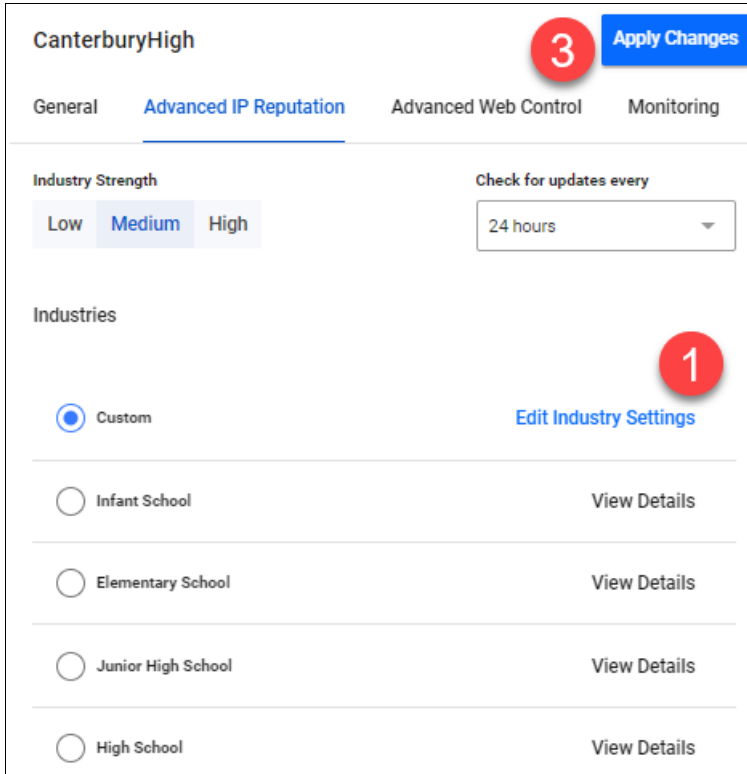 CanterburyHigh
3
Apply Changes
General Advanced IP Reputation Advanced Web Control Monitoring
Industry Strength Check for updates every
Low Medium High 24 hours
Industries
1
Custom Edit Industry Settings
Infant School View Details
Elementary School View Details
Junior High School View Details
High School View Details